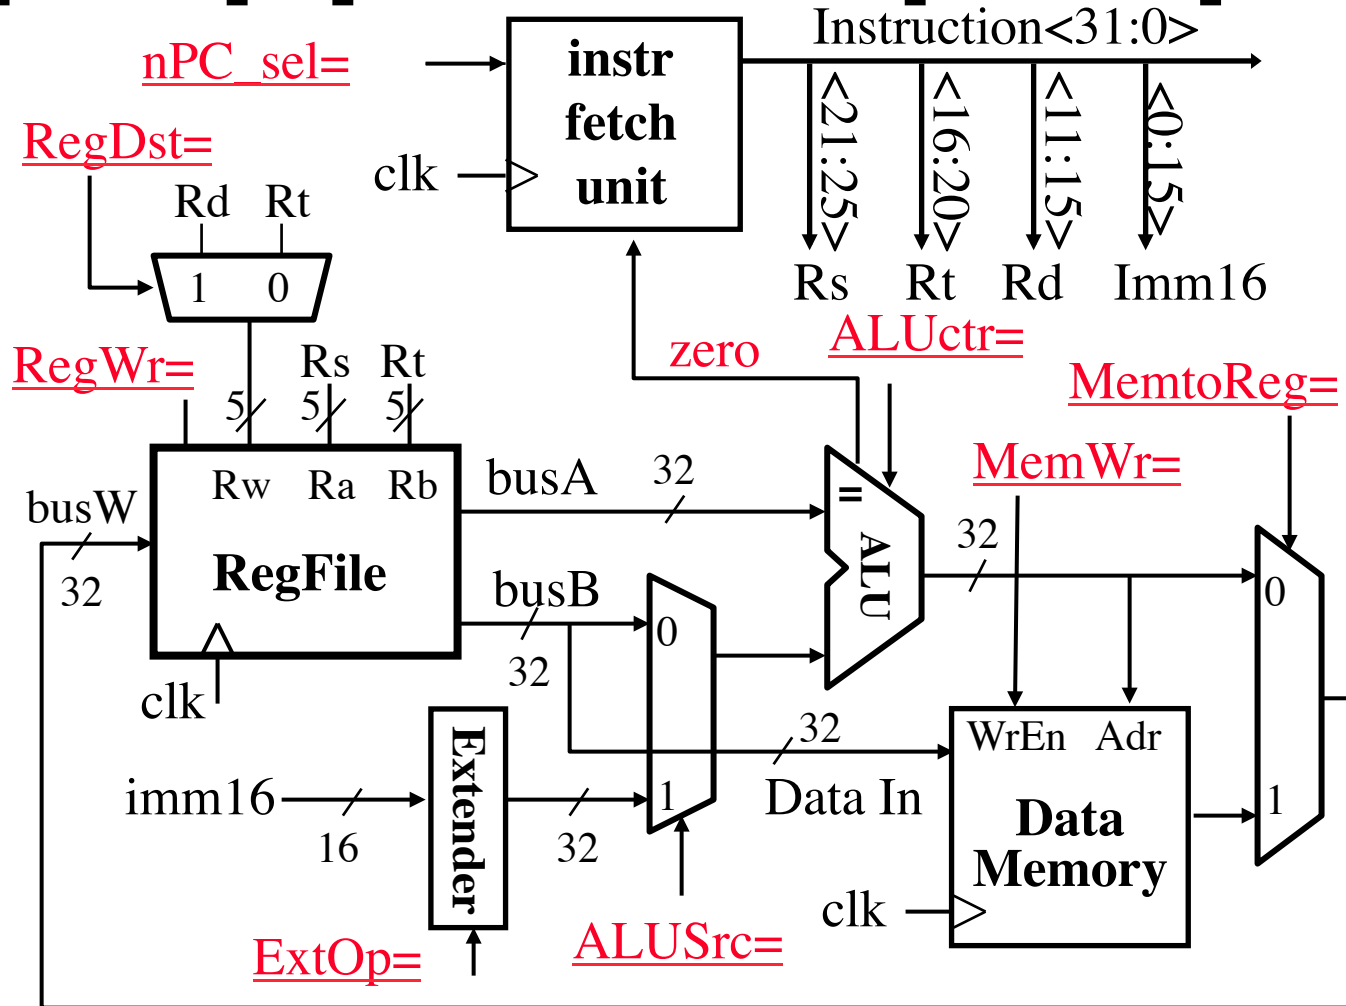 Instruction<31:0>
nPC_sel=
instr
fetch
unit
<21:25>
<16:20>
<11:15>
<0:15>
RegDst=
clk
Rd
Rt
Rs
Rt
Rd
Imm16
1
0
ALUctr=
zero
RegWr=
Rs
Rt
MemtoReg=
5
5
5
MemWr=
busW
Rw
Ra
Rb
busA
32
=
32
32
RegFile
ALU
busB
0
0
32
clk
32
WrEn
Adr
Extender
imm16
1
Data In
1
16
32
Data
Memory
clk
ExtOp=
ALUSrc=